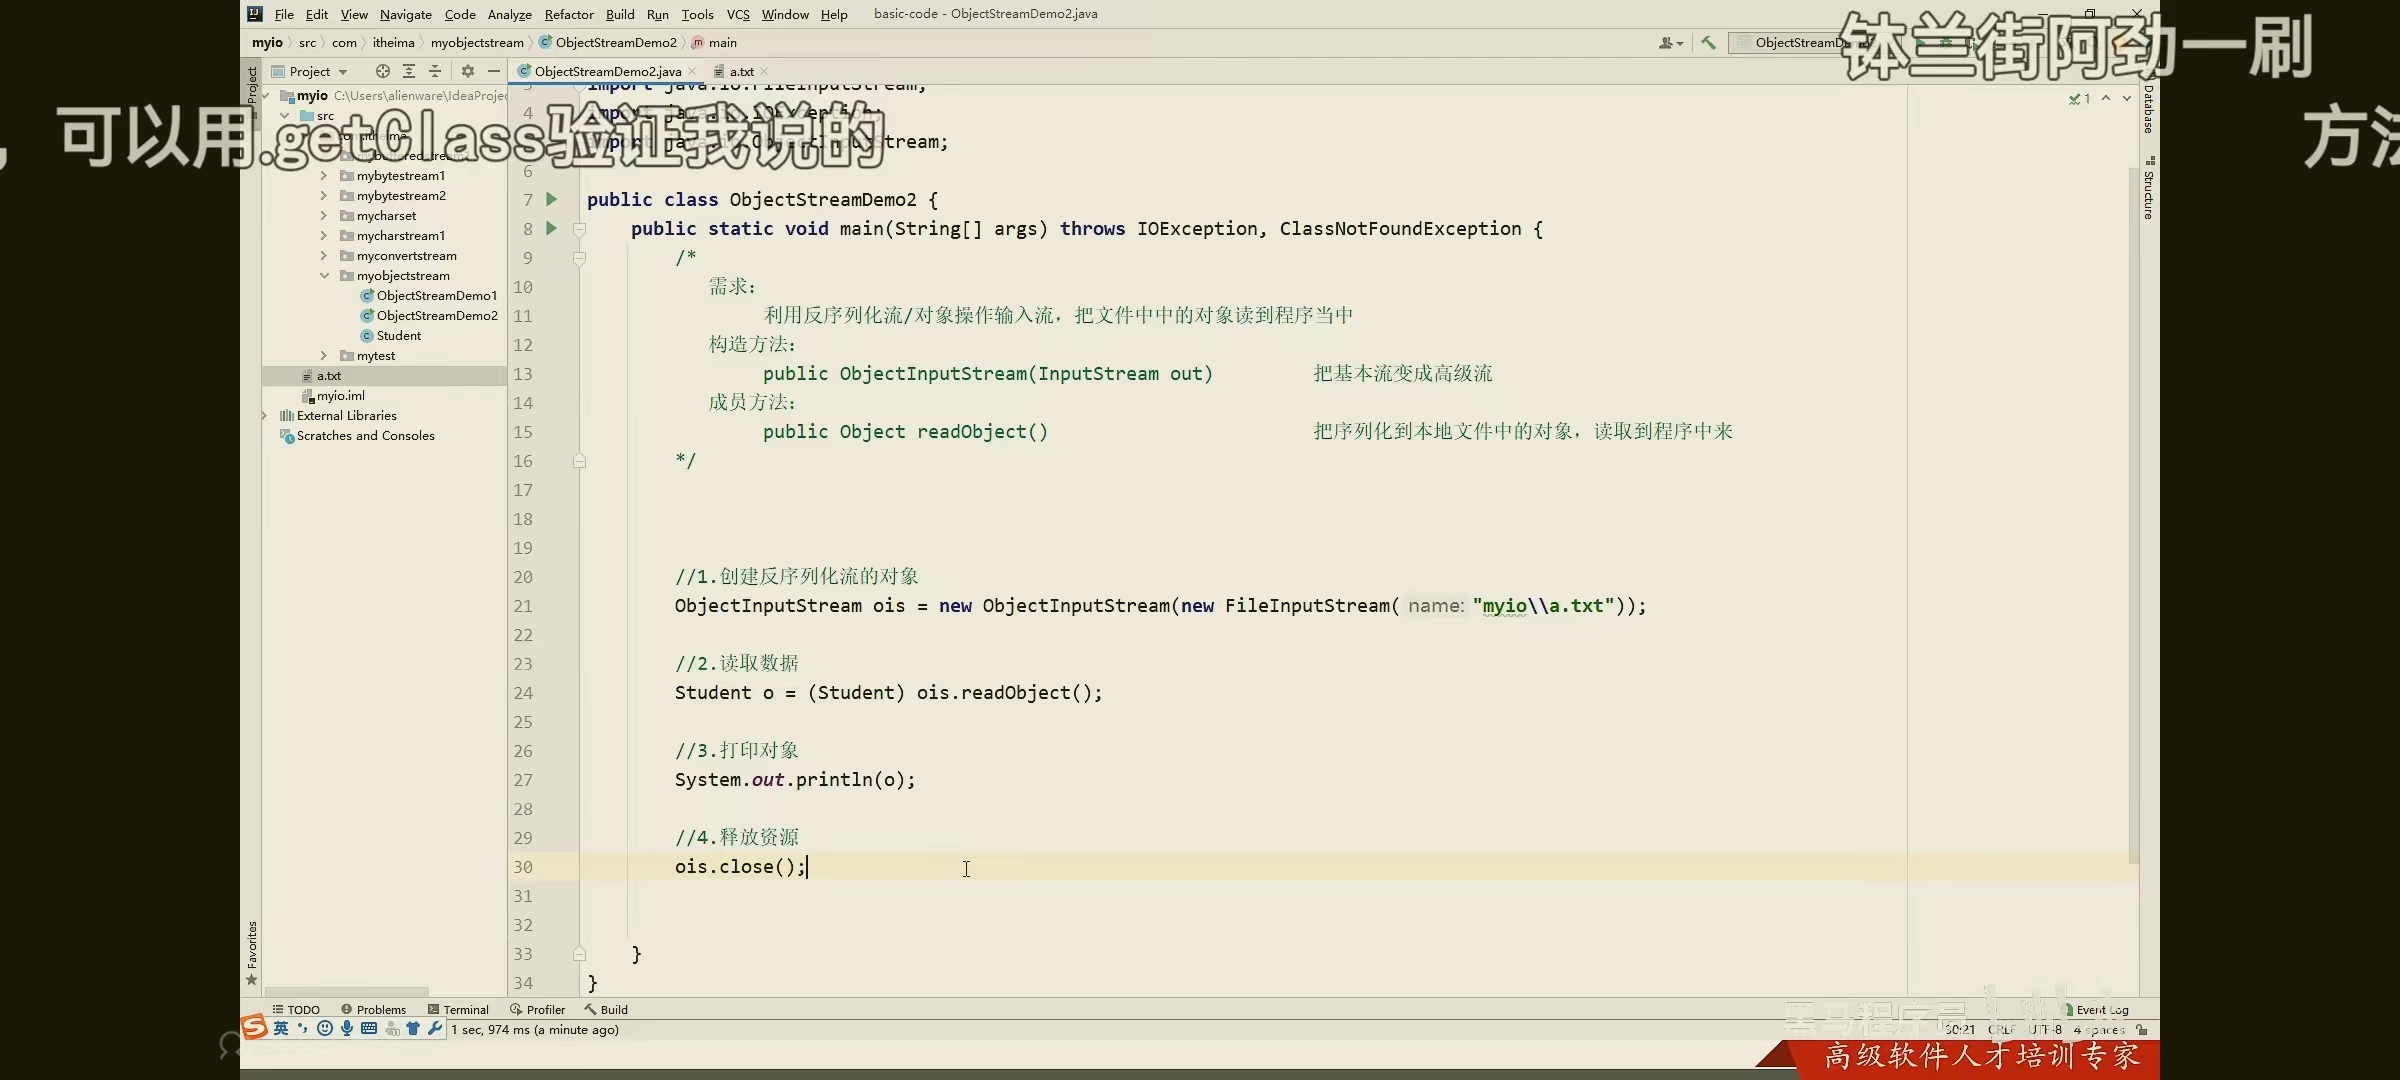 File Edit View Navigate Code Analyze Refactor Build Run Tools VCS Window Help basic-code - ObjectStreamDemo2.java
myio src com itheima myobjectstream ObjectStreamDemo2 main
钵兰街阿劲一刷
Project ObjectStreamDemo2.java a.txt
可以用.getClass验证我说的
方法
myio C:\Users\alienware\IdeaProjec
src
mybytestream1
mybytestream2
mycharset
mycharstream1
myconvertstream
myobjectstream
ObjectStreamDemo1
ObjectStreamDemo2
Student
mytest
a.txt
myio.iml
External Libraries
Scratches and Consoles
Project
Favorites
Database
Structure
1
import java.io.FileInputStream;
4 import java.io.IOException;
import java.io.ObjectInputStream;
6
7 public class ObjectStreamDemo2 {
8 public static void main(String[] args) throws IOException, ClassNotFoundException {
9 /*
10 需求：
11 利用反序列化流/对象操作输入流，把文件中中的对象读到程序当中
12 构造方法：
13 public ObjectInputStream(InputStream out) 把基本流变成高级流
14 成员方法：
15 public Object readObject() 把序列化到本地文件中的对象，读取到程序中来
16 */
17
18
19
20 //1.创建反序列化流的对象
21 ObjectInputStream ois = new ObjectInputStream(new FileInputStream( name: "myio\\a.txt"));
22
23 //2.读取数据
24 Student o = (Student) ois.readObject();
25
26 //3.打印对象
27 System.out.println(o);
28
29 //4.释放资源
30 ois.close();
31
32
33 }
34 }
TODO Problems Terminal Profiler Build Event Log
英 1 sec, 974 ms (a minute ago) 30:21 CRLF UTF-8 4 spaces
黑马程序员
高级软件人才培训专家